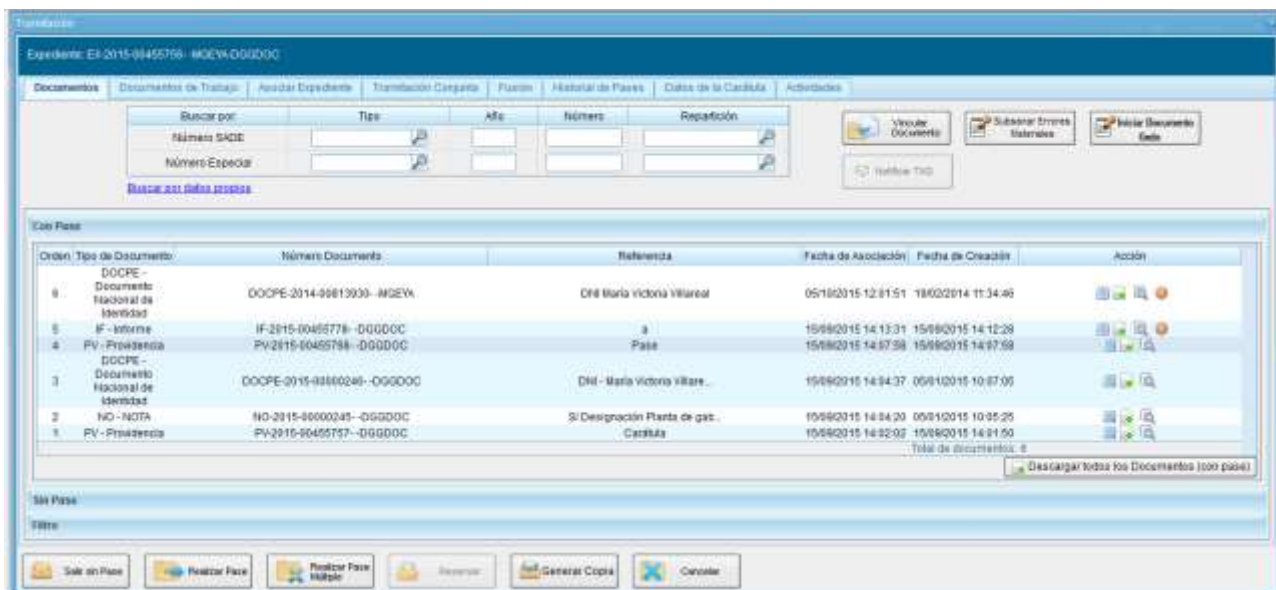 Tramitación
Expediente: EX-2015-00455756- -MGEYA-DGGDOC
Documentos Documentos de Trabajo Asociar Expediente Tramitación Conjunta Fusión Historial de Pases Datos de la Carátula Actividades
Buscar por: Tipo Año Número Repartición
Número SADE
Número Especial
Buscar por datos propios
Vincular Documento
Subsanar Errores Materiales
Iniciar Documento Gedo
Notificar TAD
Con Pase
Orden Tipo de Documento Número Documento Referencia Fecha de Asociación Fecha de Creación Acción
6 DOCPE - Documento Nacional de Identidad DOCPE-2014-00813930- -MGEYA DNI María Victoria Villareal 05/10/2015 12:01:51 18/02/2014 11:34:46
5 IF - Informe IF-2015-00455778- -DGGDOC a 15/09/2015 14:13:31 15/09/2015 14:12:28
4 PV - Providencia PV-2015-00455768- -DGGDOC Pase 15/09/2015 14:07:58 15/09/2015 14:07:58
3 DOCPE - Documento Nacional de Identidad DOCPE-2015-00000246- -DGGDOC DNI - María Victoria Villare... 15/09/2015 14:04:37 06/01/2015 10:07:06
2 NO - NOTA NO-2015-00000245- -DGGDOC S/ Designación Planta de gab... 15/09/2015 14:04:20 06/01/2015 10:05:25
1 PV - Providencia PV-2015-00455757- -DGGDOC Carátula 15/09/2015 14:02:02 15/09/2015 14:01:50
Total de documentos: 6
Descargar todos los Documentos (con pase)
Sin Pase
Filtro
Salir sin Pase Realizar Pase Realizar Pase Múltiple Reservar Generar Copia Cancelar